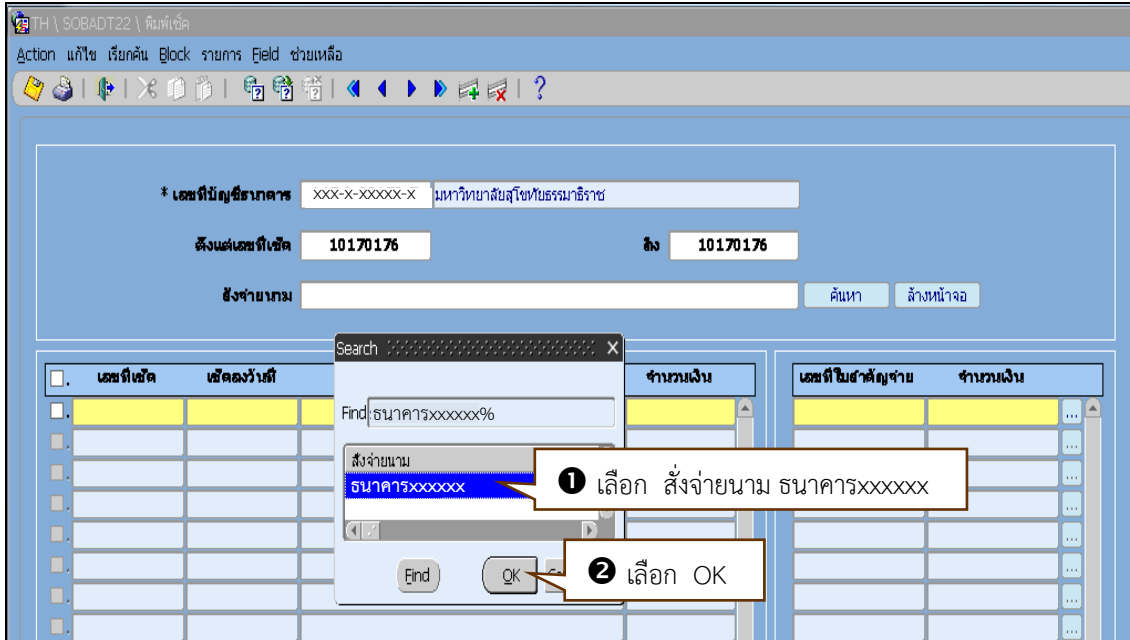 TH \ SOBADT22 \ พิมพ์เช็ค
Action แก้ไข เรียกค้น Block รายการ Field ช่วยเหลือ
* เลขที่บัญชีธนาคาร xxx-x-xxxxx-x มหาวิทยาลัยสุโขทัยธรรมาธิราช
ตั้งแต่เลขที่เช็ค 10170176 ถึง 10170176
สั่งจ่ายนาม ค้นหา ล้างหน้าจอ
Search X
เลขที่เช็ค เช็คลงวันที่ จำนวนเงิน เลขที่ใบสำคัญจ่าย จำนวนเงิน
Find ธนาคารxxxxxx%
สั่งจ่ายนาม
ธนาคารxxxxxx
❶ เลือก สั่งจ่ายนาม ธนาคารxxxxxx
Find OK
❷ เลือก OK